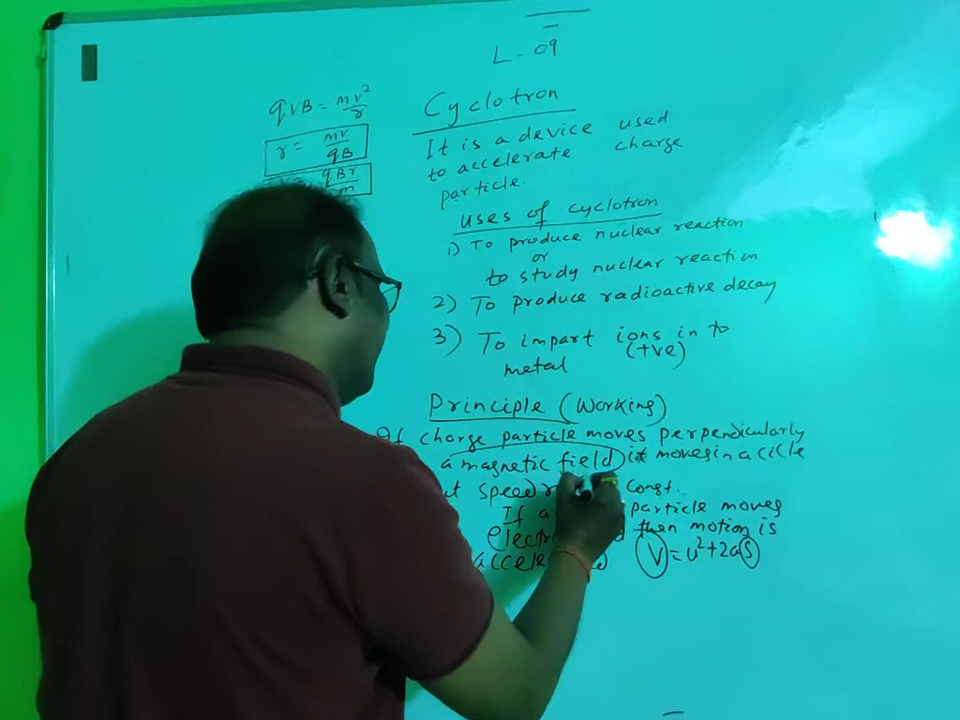 L - 09
qVB = mv²/r
r = mv/qB
qBr/m
Cyclotron
It is a device used
to accelerate charge
particle.
Uses of cyclotron
1) To produce nuclear reaction
or
to study nuclear reaction
2) To produce radioactive decay
3) To impart ions in to
(+ve)
metal
Principle (Working)
If charge particle moves perpendicularly
a magnetic field it moves in a cicle
speed const.
If a particle moves
then motion is
V = u² + 2as